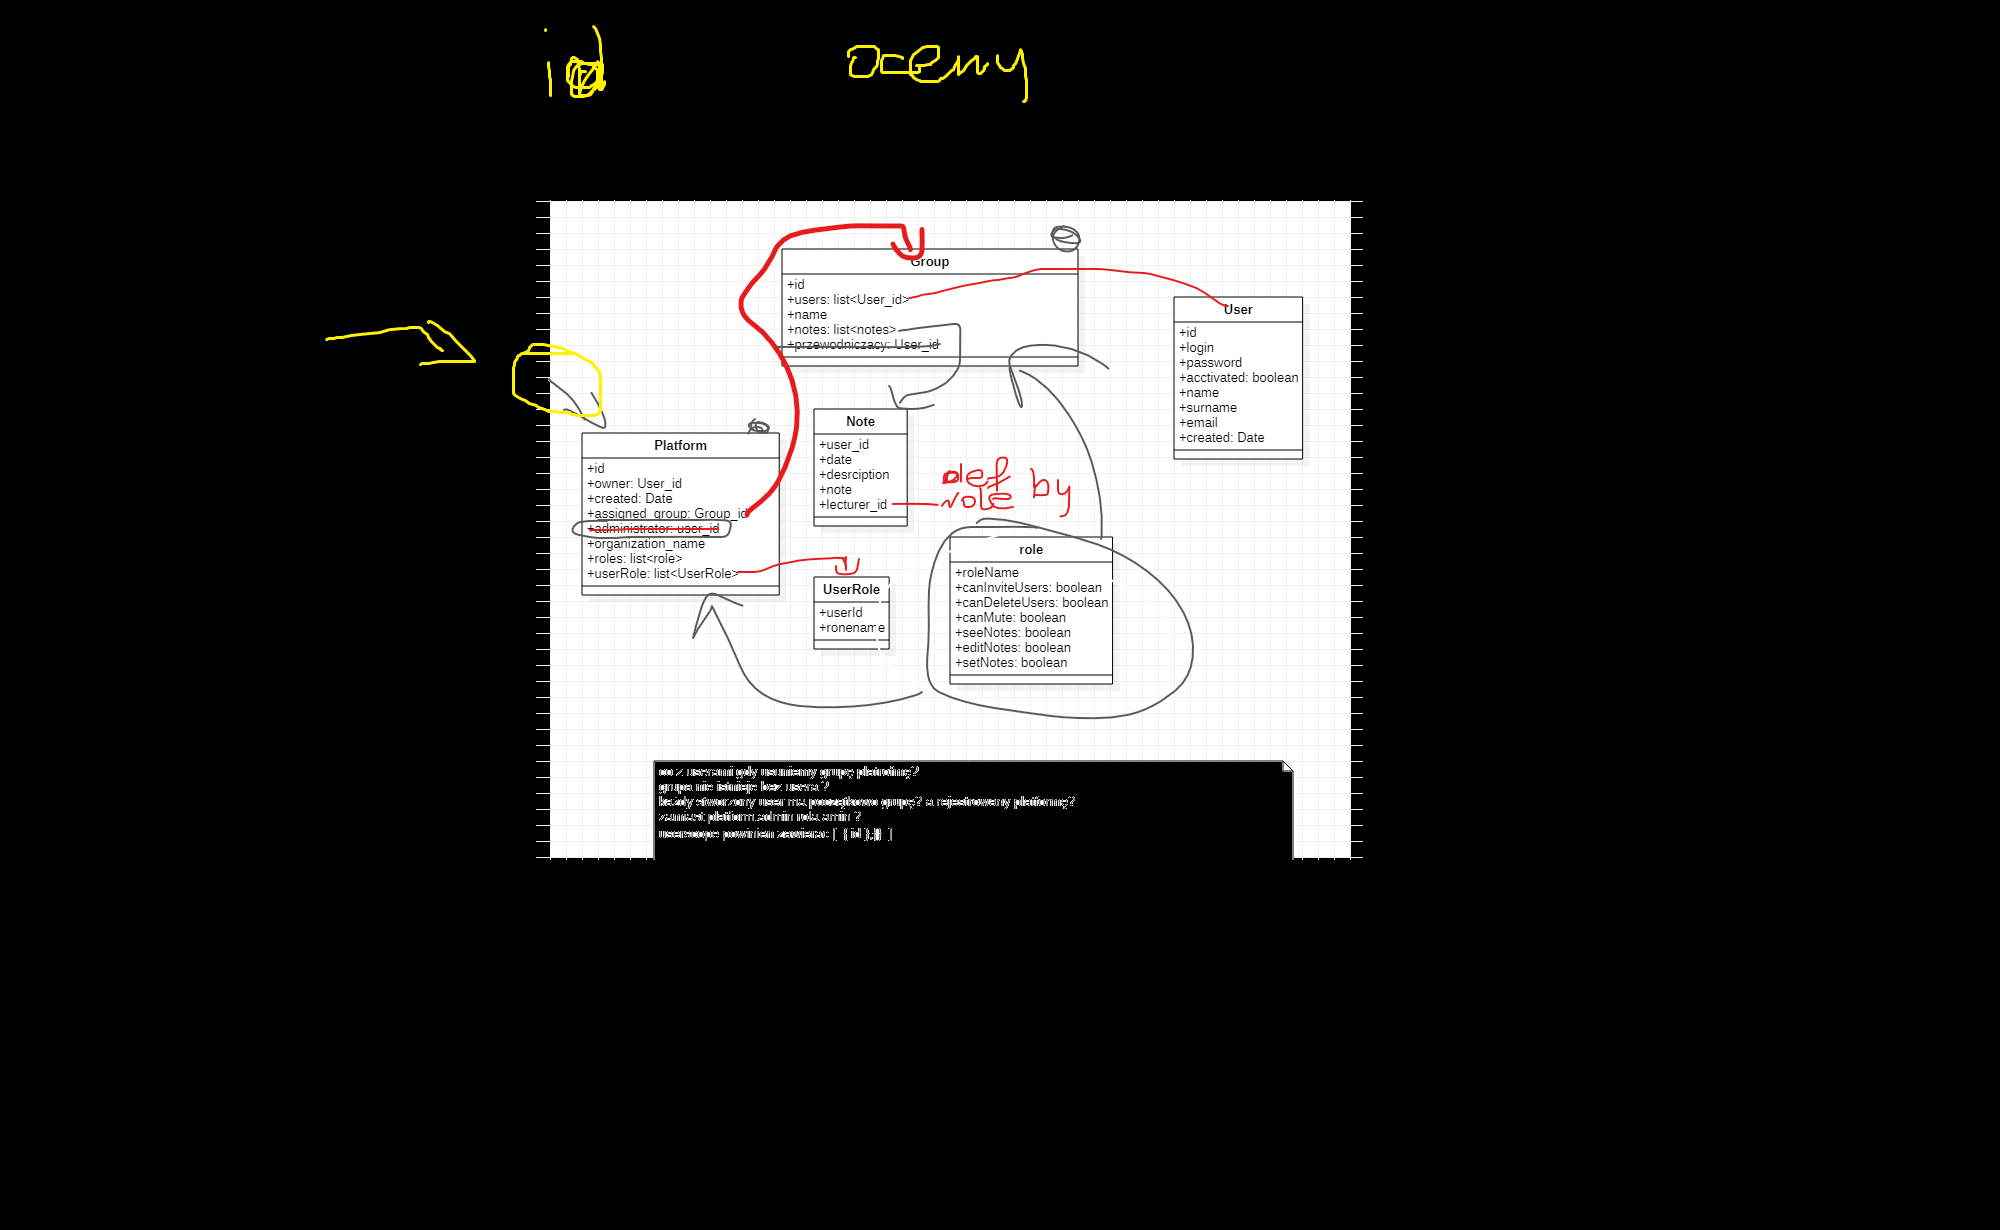 id
oceny
Group
+id
+users: list<User_id>
+name
+notes: list<notes>
+przewodniczacy: User_id
User
+id
+login
+password
+acctivated: boolean
+name
+surname
+email
+created: Date
Platform
+id
+owner: User_id
+created: Date
+assigned_group: Group_id
+administrator: user_id
+organization_name
+roles: list<role>
+userRole: list<UserRole>
Note
+user_id
+date
+desrciption
+note
+lecturer_id
def by
role
UserRole
+userId
+ronename
role
+roleName
+canInviteUsers: boolean
+canDeleteUsers: boolean
+canMute: boolean
+seeNotes: boolean
+editNotes: boolean
+setNotes: boolean
co z userami gdy usuniemy grupę platrofmę?
grupa nie istnieje bez usera ?
każdy stworzony user ma początkowo grupę? a rejestrowany platformę?
zamiast platform.admin rola amin ?
userscope powinien zawierac